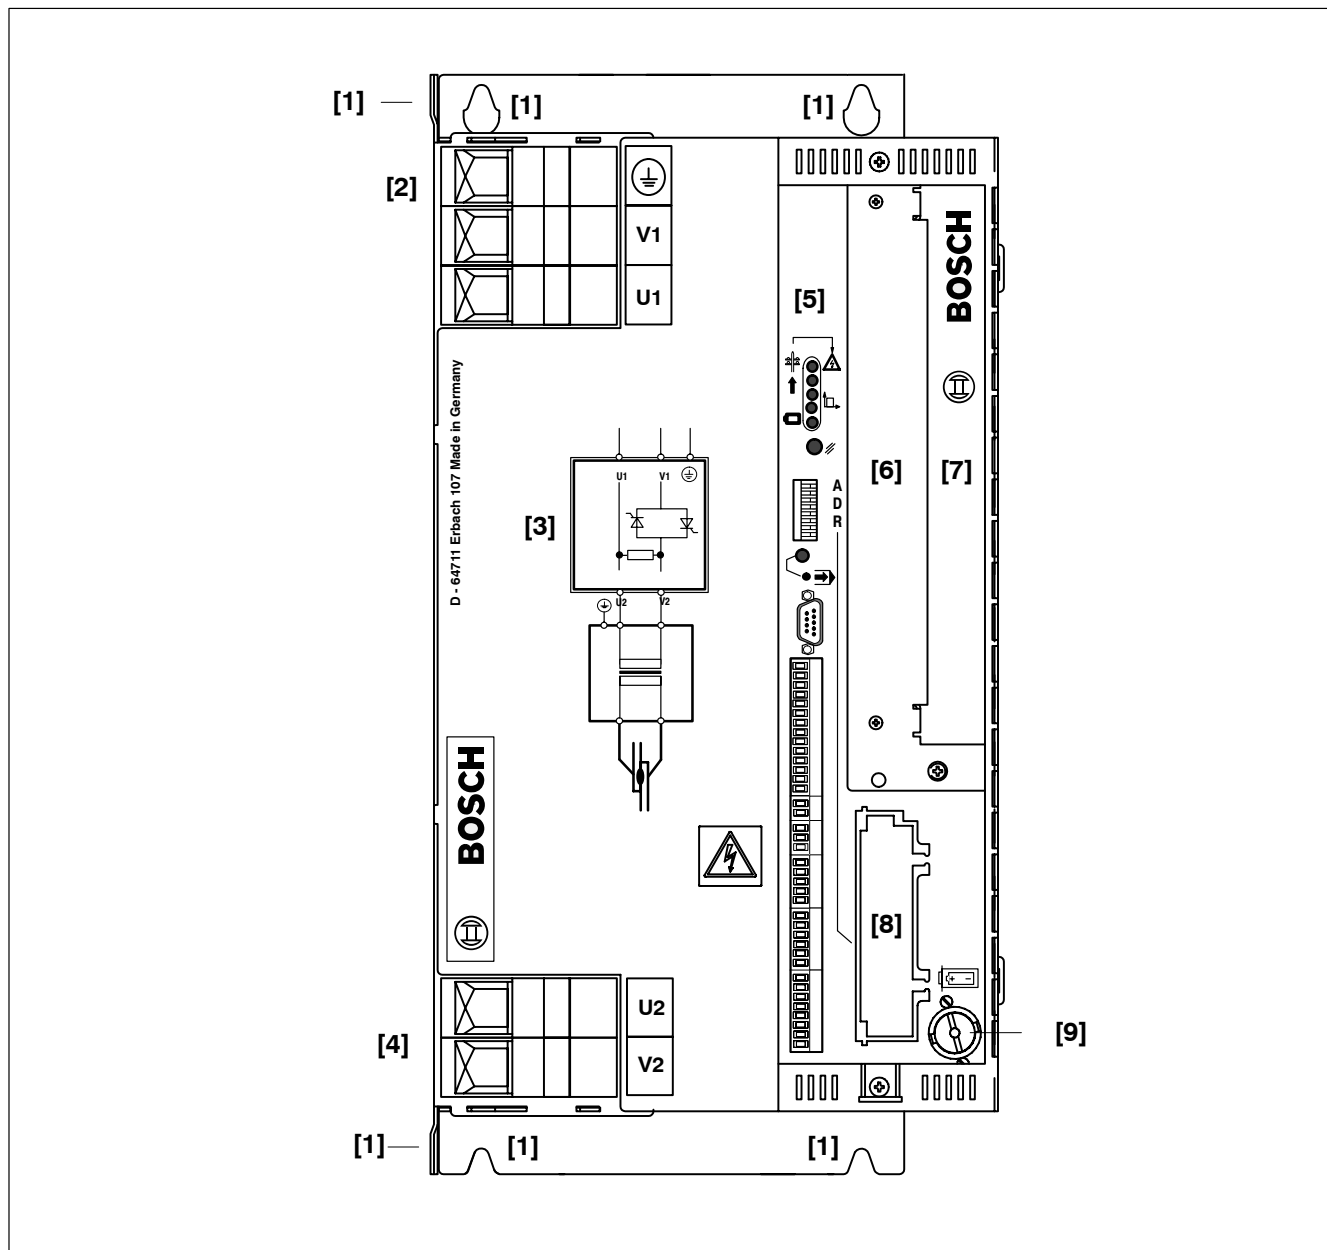 [1] [1] [1]
[2]
V1
U1
BOSCH
[5]
D - 64711 Erbach 107 Made in Germany
U1 V1
[3]
[6]
[7]
A
D
R
U2 V2
BOSCH
[8]
+ -
U2
V2
[4]
[9]
[1] [1] [1]